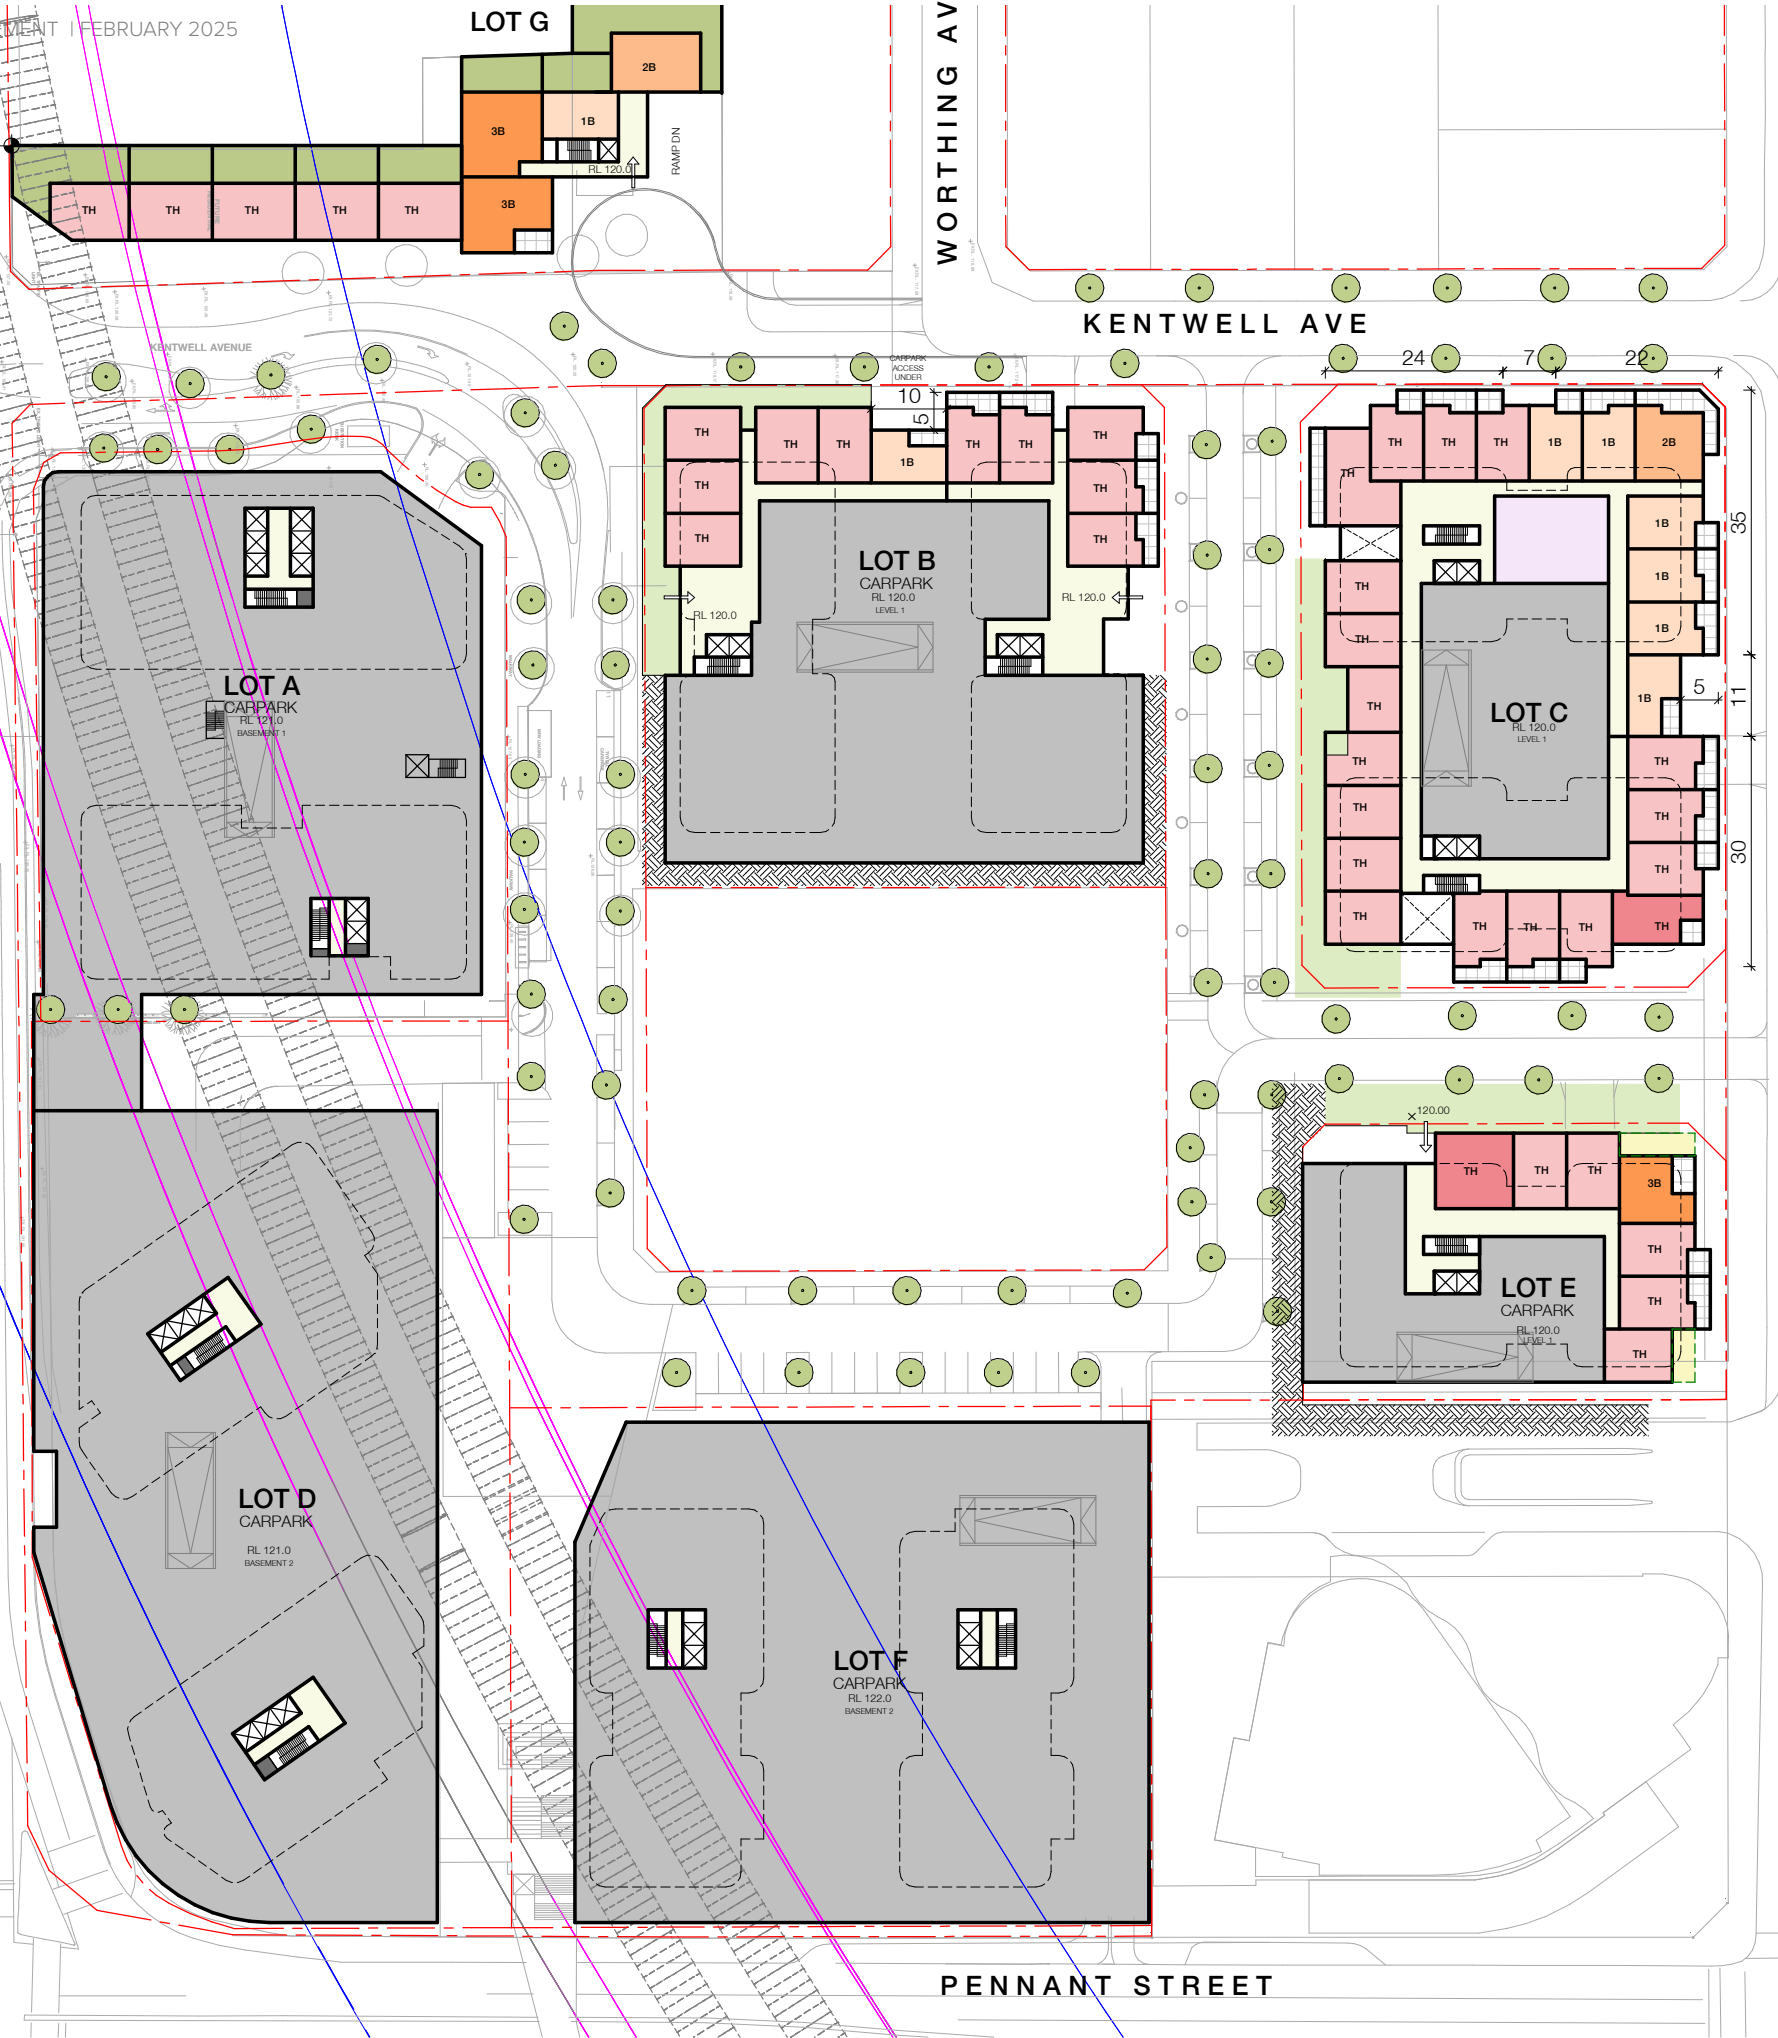 EMENT | FEBRUARY 2025
LOT G
2B
3B
1B
RL 120.0
RAMP DN
3B
TH
TH
TH
TH
TH
WORTHING AV
KENTWELL AVE
KENTWELL AVENUE
CARPARK
ACCESS
UNDER
10
5
TH
TH
TH
1B
TH
TH
TH
TH
TH
TH
TH
LOT B
CARPARK
RL 120.0
LEVEL 1
RL 120.0
RL 120.0
24
7
22
35
11
5
30
TH
TH
TH
TH
1B
1B
2B
1B
1B
1B
1B
TH
TH
TH
TH
TH
TH
TH
TH
LOT C
RL 120.0
LEVEL 1
TH
TH
TH
TH
TH
TH
TH
LOT A
CARPARK
RL 121.0
BASEMENT 1
120.00
TH
TH
TH
3B
TH
TH
TH
LOT E
CARPARK
RL 120.0
LEVEL 1
LOT D
CARPARK
RL 121.0
BASEMENT 2
LOT F
CARPARK
RL 122.0
BASEMENT 2
PENNANT STREET